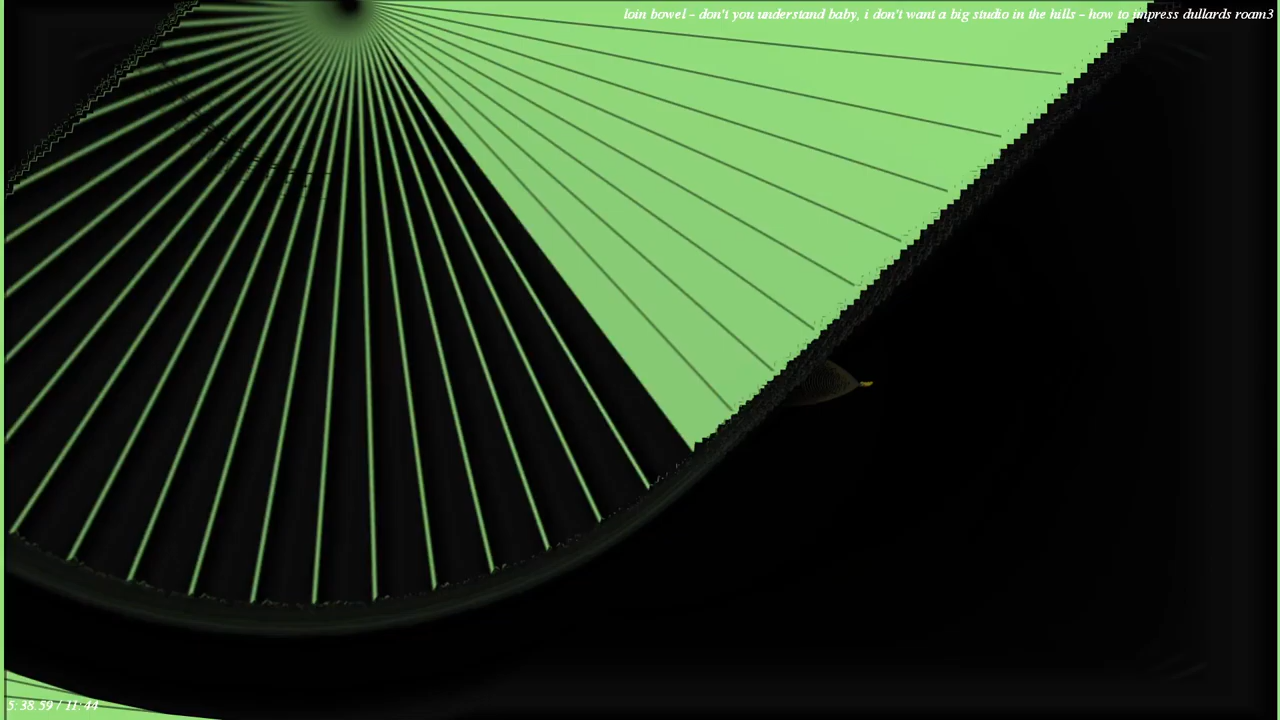 loin bowel - don't you understand baby, i don't want a big studio in the hills - how to impress dullards roam3
5:38.59 / 11:44